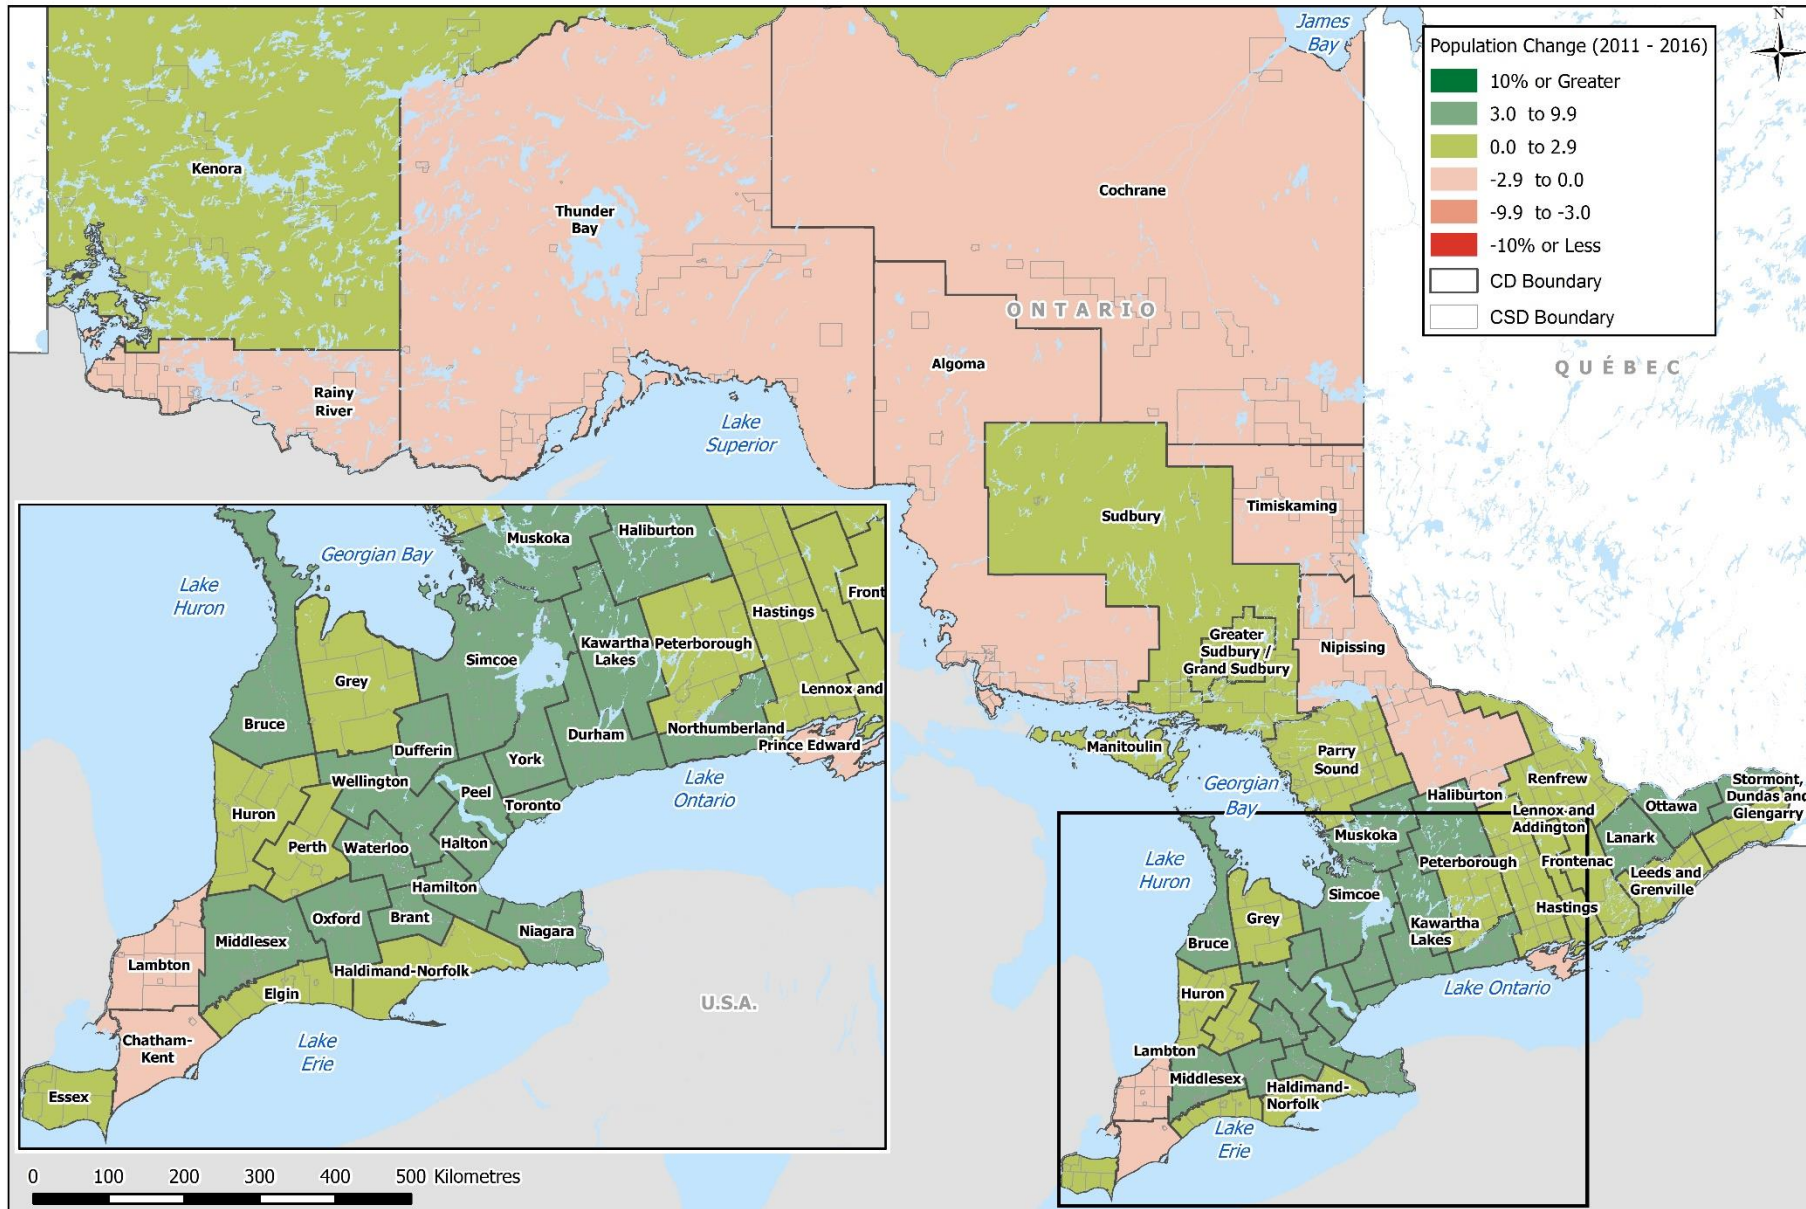 James
Bay
N
Population Change (2011 - 2016)
10% or Greater
3.0 to 9.9
0.0 to 2.9
-2.9 to 0.0
-9.9 to -3.0
-10% or Less
CD Boundary
CSD Boundary
Kenora
Thunder
Bay
Cochrane
ONTARIO
Algoma
QUÉBEC
Rainy
River
Lake
Superior
Sudbury
Timiskaming
Greater
Sudbury /
Grand Sudbury
Nipissing
Manitoulin
Parry
Sound
Georgian
Bay
Renfrew
Haliburton
Lennox and
Addington
Ottawa
Stormont,
Dundas and
Glengarry
Lanark
Muskoka
Peterborough
Frontenac
Leeds and
Grenville
Lake
Huron
Simcoe
Grey
Kawartha
Lakes
Hastings
Bruce
Huron
Lake Ontario
Lambton
Middlesex
Haldimand-
Norfolk
Lake
Erie
Muskoka
Haliburton
Georgian Bay
Lake
Huron
Front
Hastings
Kawartha
Lakes
Peterborough
Simcoe
Grey
Lennox and
Bruce
Northumberland
Durham
Prince Edward
Dufferin
York
Wellington
Peel
Toronto
Lake
Ontario
Huron
Perth
Waterloo
Halton
Hamilton
Oxford
Brant
Niagara
Middlesex
Lambton
Haldimand-Norfolk
Elgin
U.S.A.
Chatham-
Kent
Lake
Erie
Essex
0 100 200 300 400 500 Kilometres